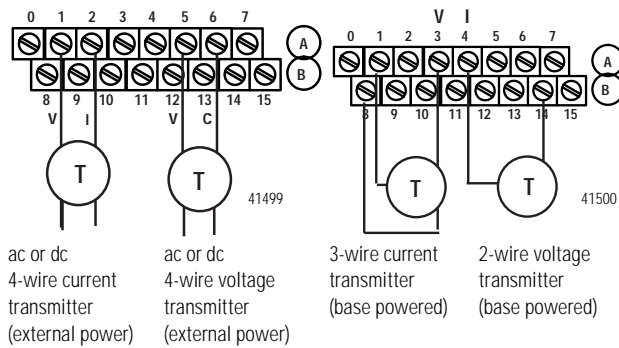 V I
0 1 2 3 4 5 6 7
A
B
8 9 10 11 12 13 14 15
V I V C
T T
41499
0 1 2 3 4 5 6 7
A
B
8 9 10 11 12 13 14 15
T T
41500
ac or dc
4-wire current
transmitter
(external power)
ac or dc
4-wire voltage
transmitter
(external power)
3-wire current
transmitter
(base powered)
2-wire voltage
transmitter
(base powered)